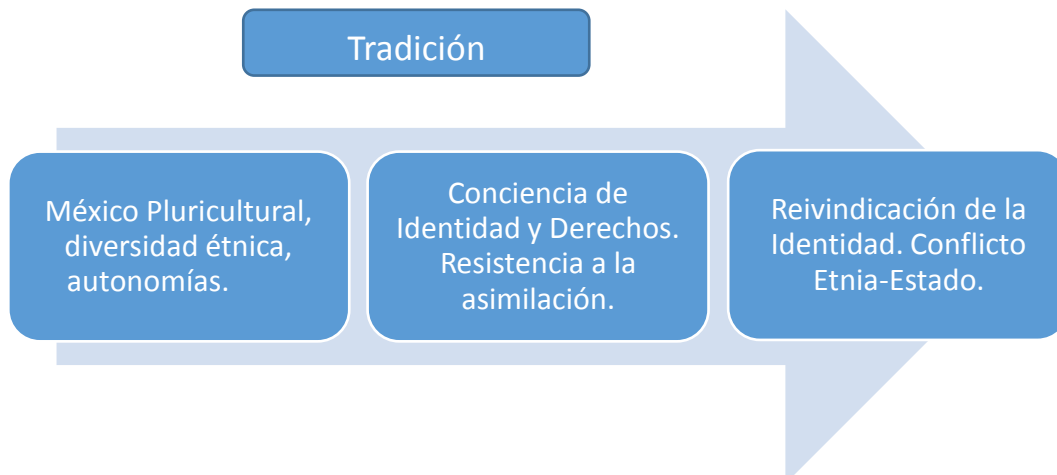 Tradición
México Pluricultural,
diversidad étnica,
autonomías.
Conciencia de
Identidad y Derechos.
Resistencia a la
asimilación.
Reivindicación de la
Identidad. Conflicto
Etnia-Estado.